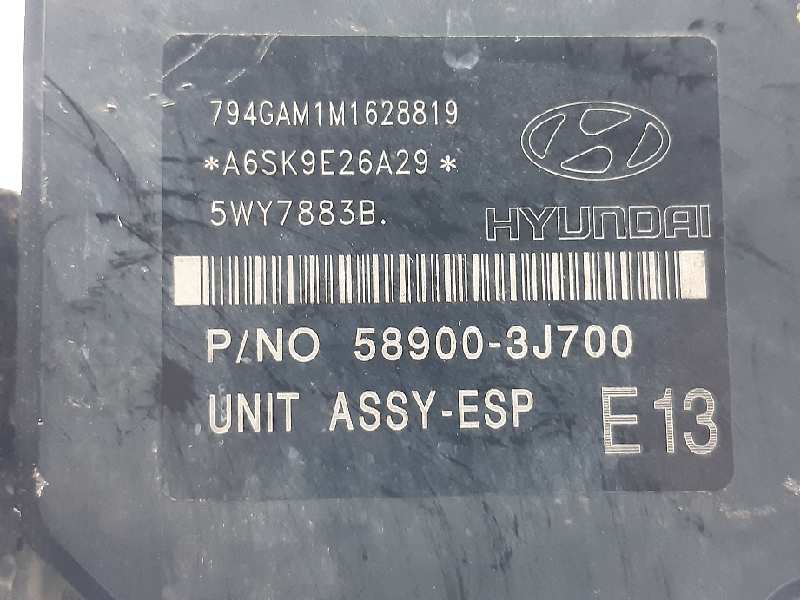 794GAM1M1628819
*A6SK9E26A29*
5WY7883B.
HYUNDAI
P/NO 58900-3J700
UNIT ASSY-ESP
E13